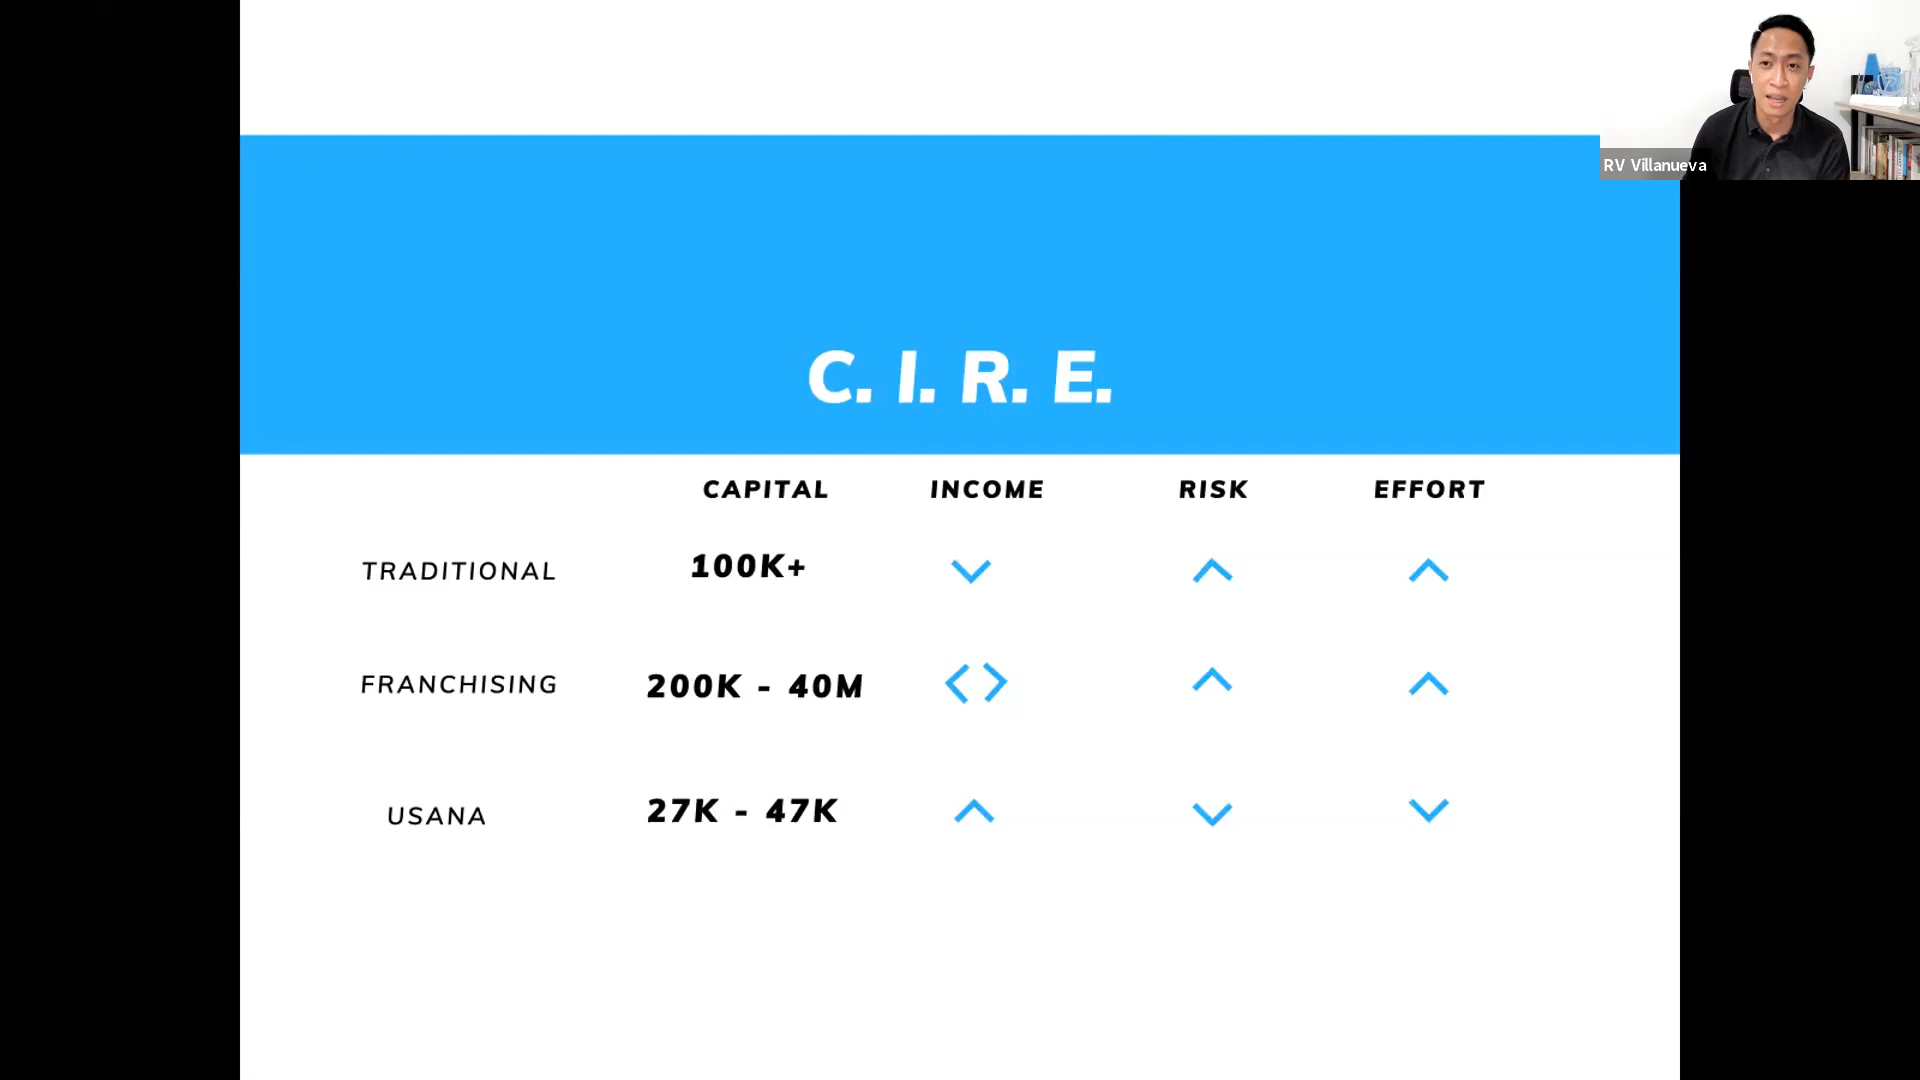 RV Villanueva
C. I. R. E.
CAPITAL INCOME RISK EFFORT
TRADITIONAL 100K+
FRANCHISING 200K - 40M
USANA 27K - 47K